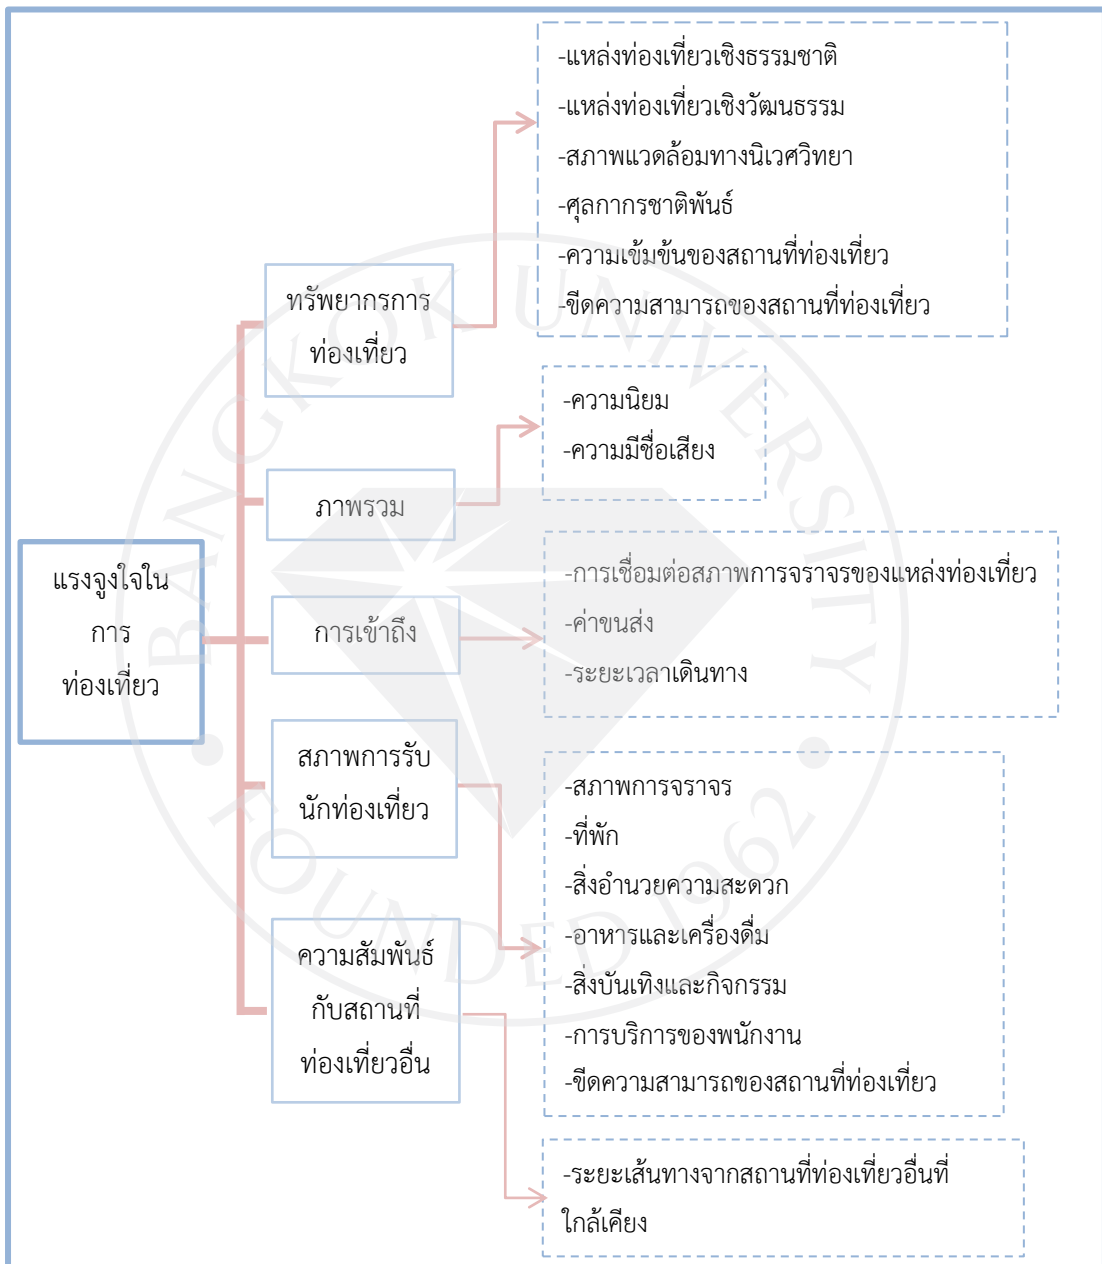 แรงจูงใจใน
การ
ท่องเที่ยว
ทรัพยากรการ
ท่องเที่ยว
-แหล่งท่องเที่ยวเชิงธรรมชาติ
-แหล่งท่องเที่ยวเชิงวัฒนธรรม
-สภาพแวดล้อมทางนิเวศวิทยา
-ศุลกากรชาติพันธ์
-ความเข้มข้นของสถานที่ท่องเที่ยว
-ขีดความสามารถของสถานที่ท่องเที่ยว
ภาพรวม
-ความนิยม
-ความมีชื่อเสียง
การเข้าถึง
-การเชื่อมต่อสภาพการจราจรของแหล่งท่องเที่ยว
-ค่าขนส่ง
-ระยะเวลาเดินทาง
สภาพการรับ
นักท่องเที่ยว
-สภาพการจราจร
-ที่พัก
-สิ่งอำนวยความสะดวก
-อาหารและเครื่องดื่ม
-สิ่งบันเทิงและกิจกรรม
-การบริการของพนักงาน
-ขีดความสามารถของสถานที่ท่องเที่ยว
ความสัมพันธ์
กับสถานที่
ท่องเที่ยวอื่น
-ระยะเส้นทางจากสถานที่ท่องเที่ยวอื่นที่
ใกล้เคียง
BANGKOK UNIVERSITY
FOUNDED 1962